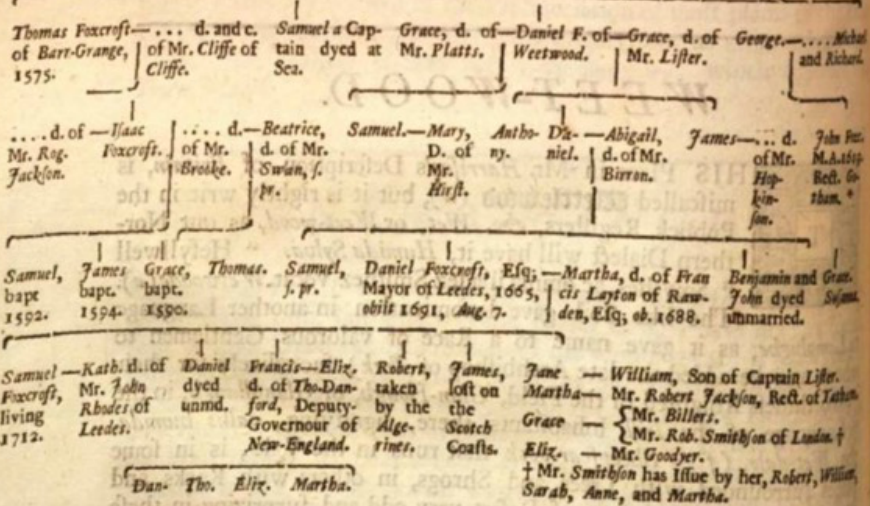 Thomas Foxcroft— . . . d. and c. Samuel a Cap- Grace, d. of—Daniel F. of—Grace, d. of George.— . . . . Michael
of Barr-Grange, of Mr. Cliffe of tain dyed at Mr. Platts. Weetwood. Mr. Lister. and Richard.
1575. Cliffe. Sea.
. . . . d. of —Isaac . . . . d.—Beatrice, Samuel.—Mary, Antho- Da- —Abigail, James— . . . d. John Fox.
Mr. Rog. Foxcroft. of Mr. d. of Mr. D. of ny. niel. d. of Mr. of Mr. M.A.
Jackson. Brooke. Swan, s. Mr. Birron. Hop- Rect. Go-
pr. Hirst. kin- tham. *
son.
Samuel, James Grace, Thomas. Samuel, Daniel Foxcroft, Esq; —Martha, d. of Fran Benjamin and Grace.
bapt bapt. bapt. s. pr. Mayor of Leedes, 1665, cis Layton of Raw- John dyed Susana.
1592. 1594. 1590. obiit 1691, Aug. 7. den, Esq; ob. 1688. unmarried.
Samuel —Kath. d. of Daniel Francis—Eliz. Robert, James, Jane — William, Son of Captain Lister.
Foxcroft, Mr. John dyed d. of Tho. Dan- taken lost on Martha— Mr. Robert Jackson, Rect. of
living Rhodes of unmd. ford, Deputy- by the the Grace — Mr. Billers.
1712. Leedes. Governour of Alge- Scotch Mr. Rob. Smithson of London. †
New-England. rines. Coasts. Eliz. — Mr. Goodyer.
† Mr. Smithson has Issue by her, Robert, William,
Dan- Tho. Eliz. Martha. Sarah, Anne, and Martha.